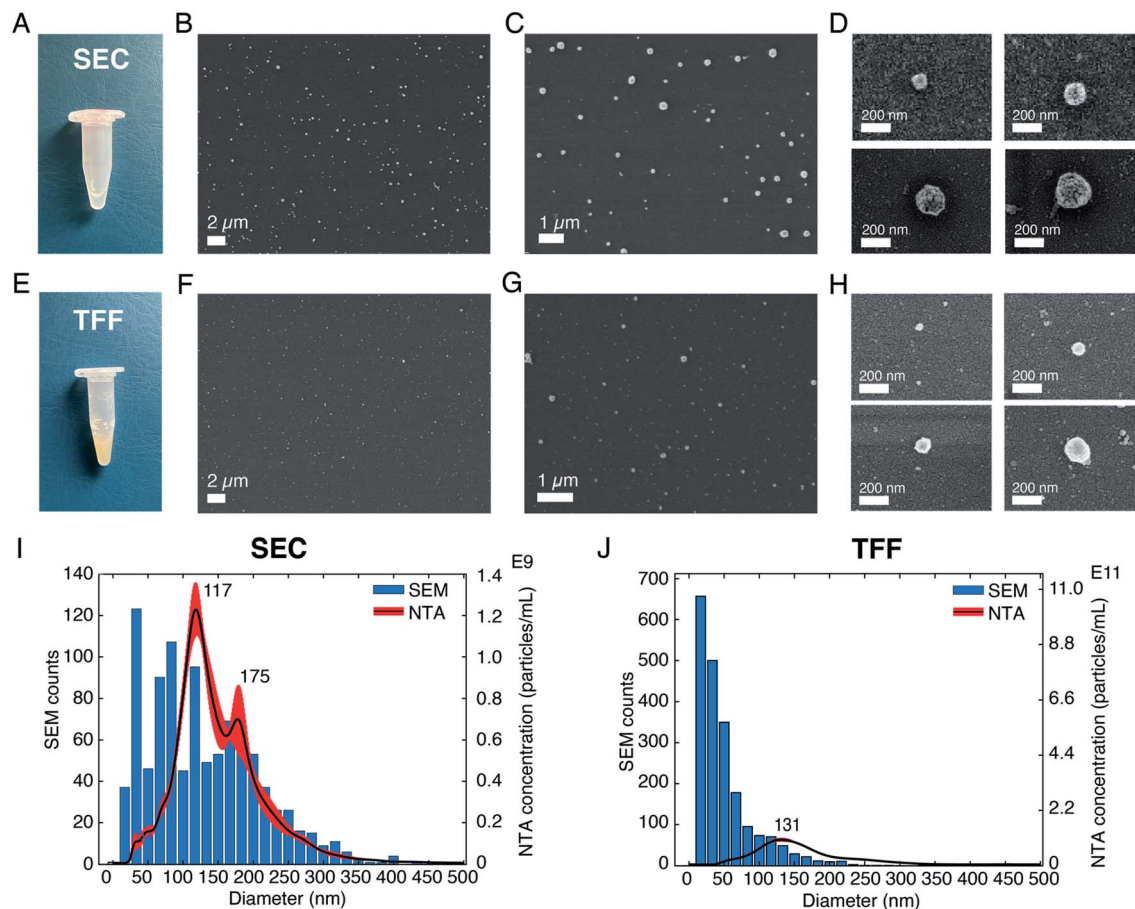 A
SEC
B
2 µm
C
1 µm
D
200 nm
200 nm
200 nm
200 nm
E
TFF
F
2 µm
G
1 µm
H
200 nm
200 nm
200 nm
200 nm
I
SEC
E9
140
120
100
80
60
40
20
0
SEM counts
117
175
SEM
NTA
1.4
1.2
1.0
0.8
0.6
0.4
0.2
0
NTA concentration (particles/mL)
0 50 100 150 200 250 300 350 400 450 500
Diameter (nm)
J
TFF
E11
700
600
500
400
300
200
100
0
SEM counts
131
SEM
NTA
11.0
8.8
6.6
4.4
2.2
0
NTA concentration (particles/mL)
0 50 100 150 200 250 300 350 400 450 500
Diameter (nm)